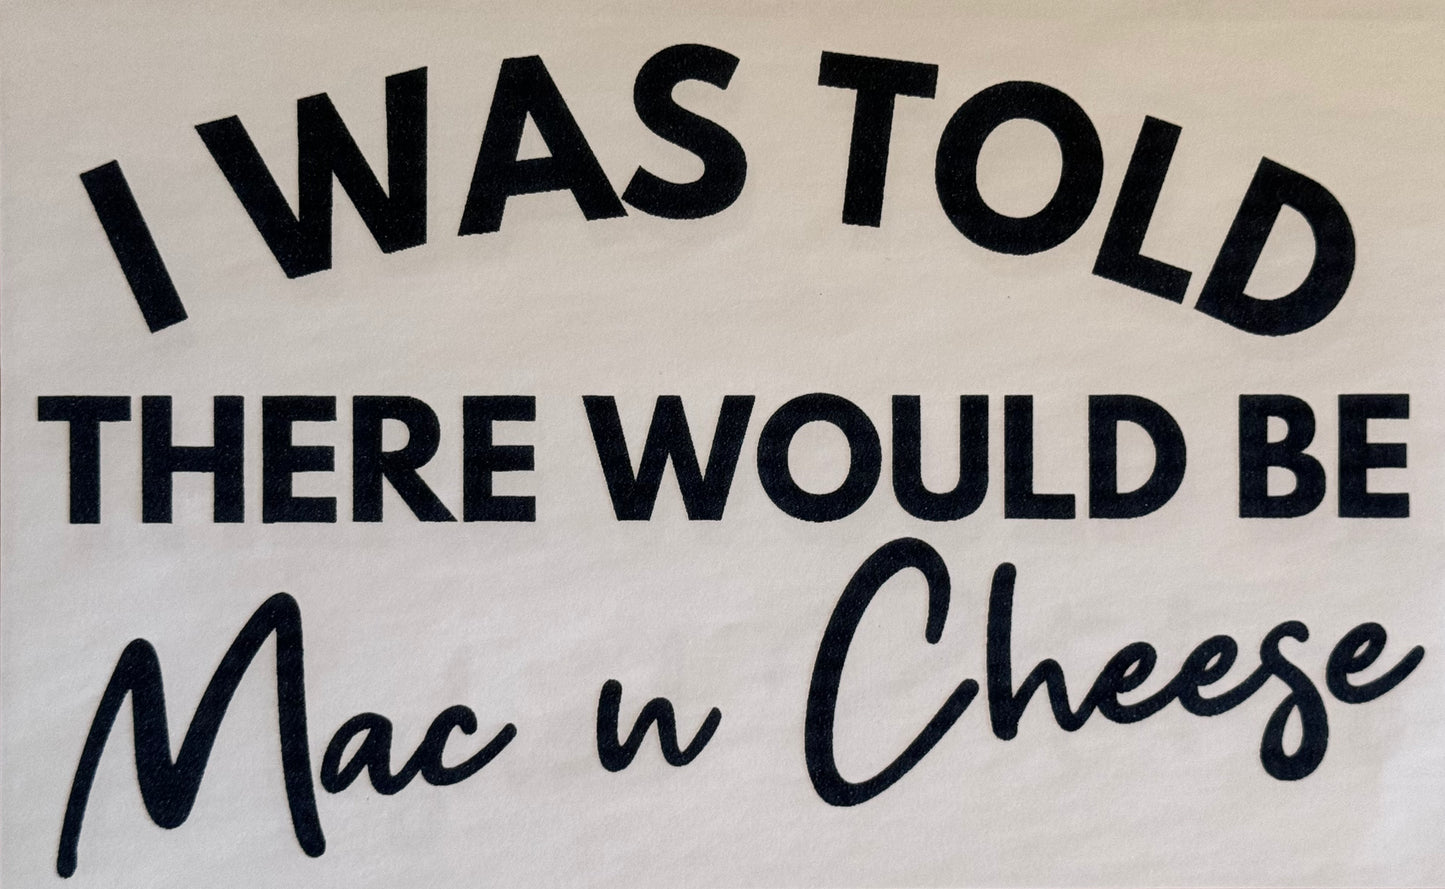 I WAS TOLD
THERE WOULD BE
Mac n Cheese